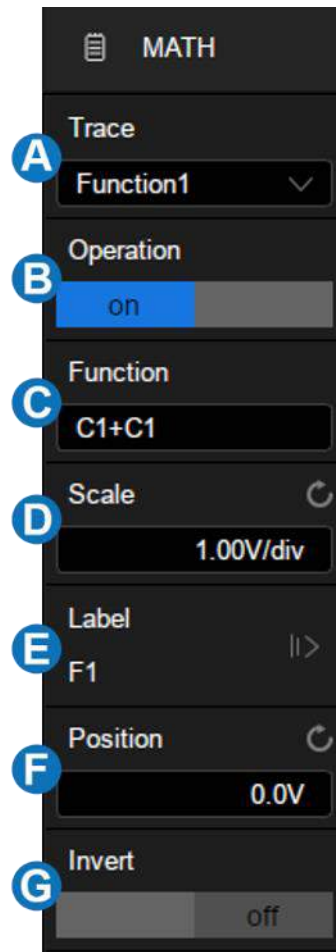 MATH
Trace
A
Function1
Operation
B
on
Function
C
C1+C1
Scale
D
1.00V/div
Label
E
F1
Position
F
0.0V
Invert
G
off